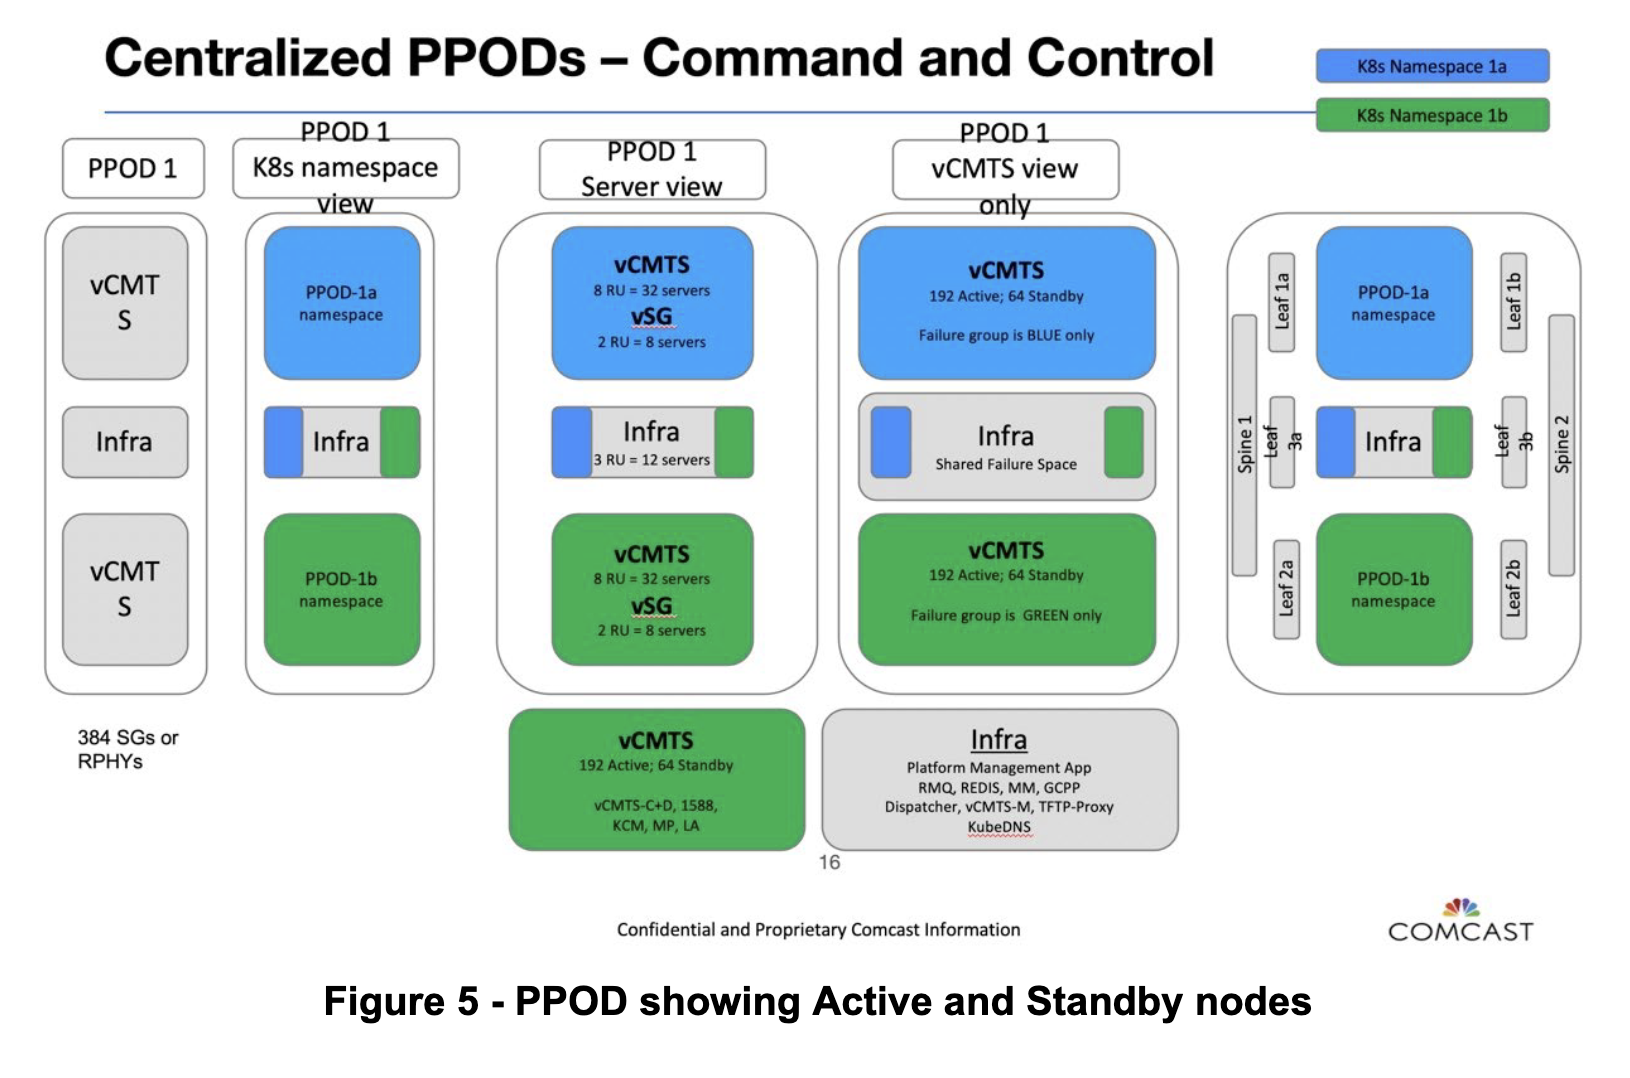 Centralized PPODs – Command and Control
K8s Namespace 1a
K8s Namespace 1b
PPOD 1
PPOD 1
K8s namespace
view
PPOD 1
Server view
PPOD 1
vCMTS view
only
vCMT
S
Infra
vCMT
S
384 SGs or
RPHYs
PPOD-1a
namespace
Infra
PPOD-1b
namespace
vCMTS
8 RU = 32 servers
vSG
2 RU = 8 servers
Infra
3 RU = 12 servers
vCMTS
8 RU = 32 servers
vSG
2 RU = 8 servers
vCMTS
192 Active; 64 Standby
Failure group is BLUE only
Infra
Shared Failure Space
vCMTS
192 Active; 64 Standby
Failure group is GREEN only
Spine 1
Leaf 1a
Leaf
3a
Leaf 2a
PPOD-1a
namespace
Infra
PPOD-1b
namespace
Leaf 1b
Leaf
3b
Leaf 2b
Spine 2
vCMTS
192 Active; 64 Standby
vCMTS-C+D, 1588,
KCM, MP, LA
Infra
Platform Management App
RMQ, REDIS, MM, GCPP
Dispatcher, vCMTS-M, TFTP-Proxy
KubeDNS
16
Confidential and Proprietary Comcast Information
COMCAST
Figure 5 - PPOD showing Active and Standby nodes